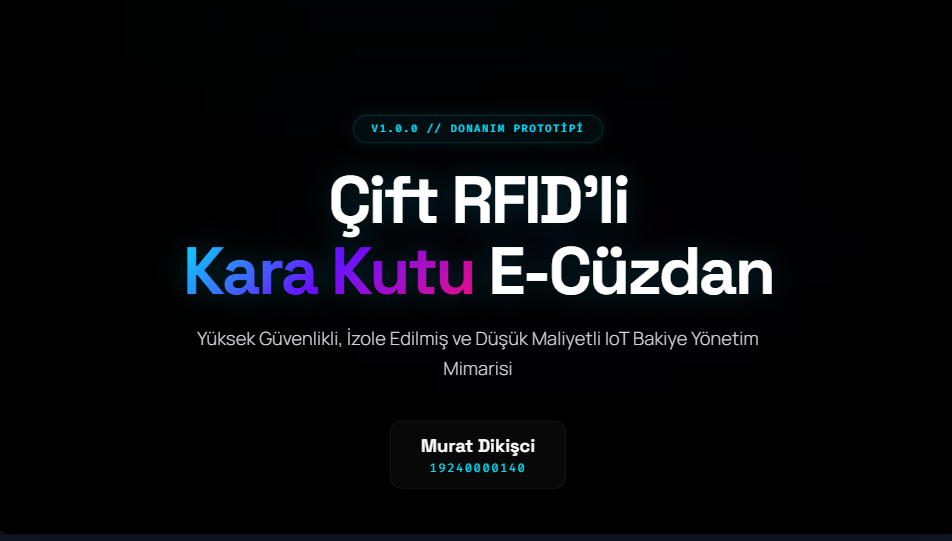 V1.0.0 // DONANIM PROTOTİPİ
Çift RFID’li
Kara Kutu E-Cüzdan
Yüksek Güvenlikli, İzole Edilmiş ve Düşük Maliyetli IoT Bakiye Yönetim
Mimarisi
Murat Dikişci
19240000140